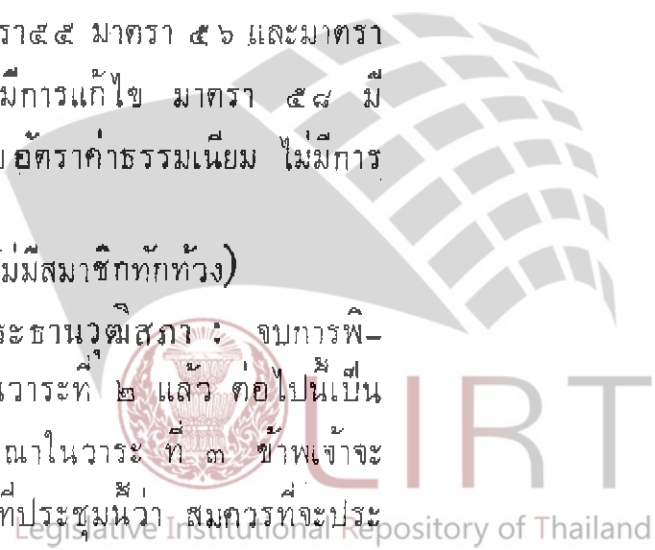 รา๕๕ มาตรา ๕๖ และมาตรา
มีการแก้ไข มาตรา ๕๘ มี
อัตราค่าธรรมเนียม ไม่มีการ
ม่มีสมาชิกทักท้วง)
ระธานวุฒิสภา : จบการพิ-
นวาระที่ ๒ แล้ว ต่อไปนี้เป็น
ณาในวาระ ที่ ๓ ข้าพเจ้าจะ
ที่ประชุมนี้ว่า สมควรที่จะประ
LIRT
Legislative Institutional Repository of Thailand